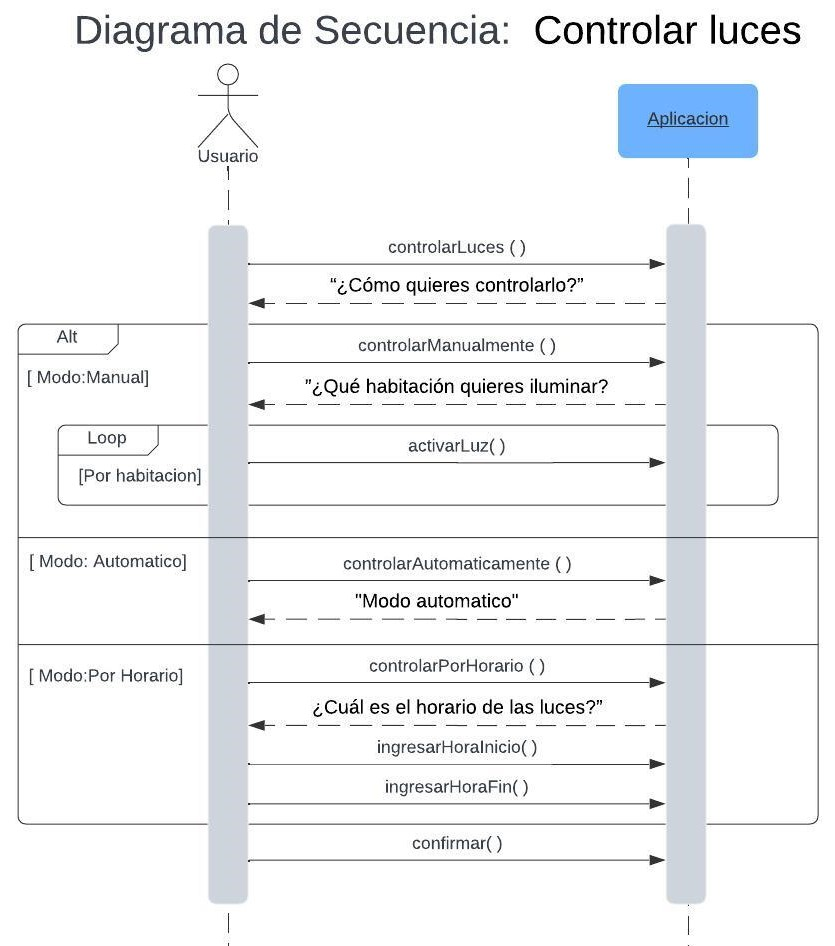 Diagrama de Secuencia: Controlar luces
Usuario
Aplicacion
controlarLuces ( )
“¿Cómo quieres controlarlo?”
Alt
controlarManualmente ( )
[ Modo:Manual]
”¿Qué habitación quieres iluminar?
Loop
activarLuz( )
[Por habitacion]
[ Modo: Automatico]
controlarAutomaticamente ( )
"Modo automatico"
controlarPorHorario ( )
[ Modo:Por Horario]
¿Cuál es el horario de las luces?”
ingresarHoraInicio( )
ingresarHoraFin( )
confirmar( )